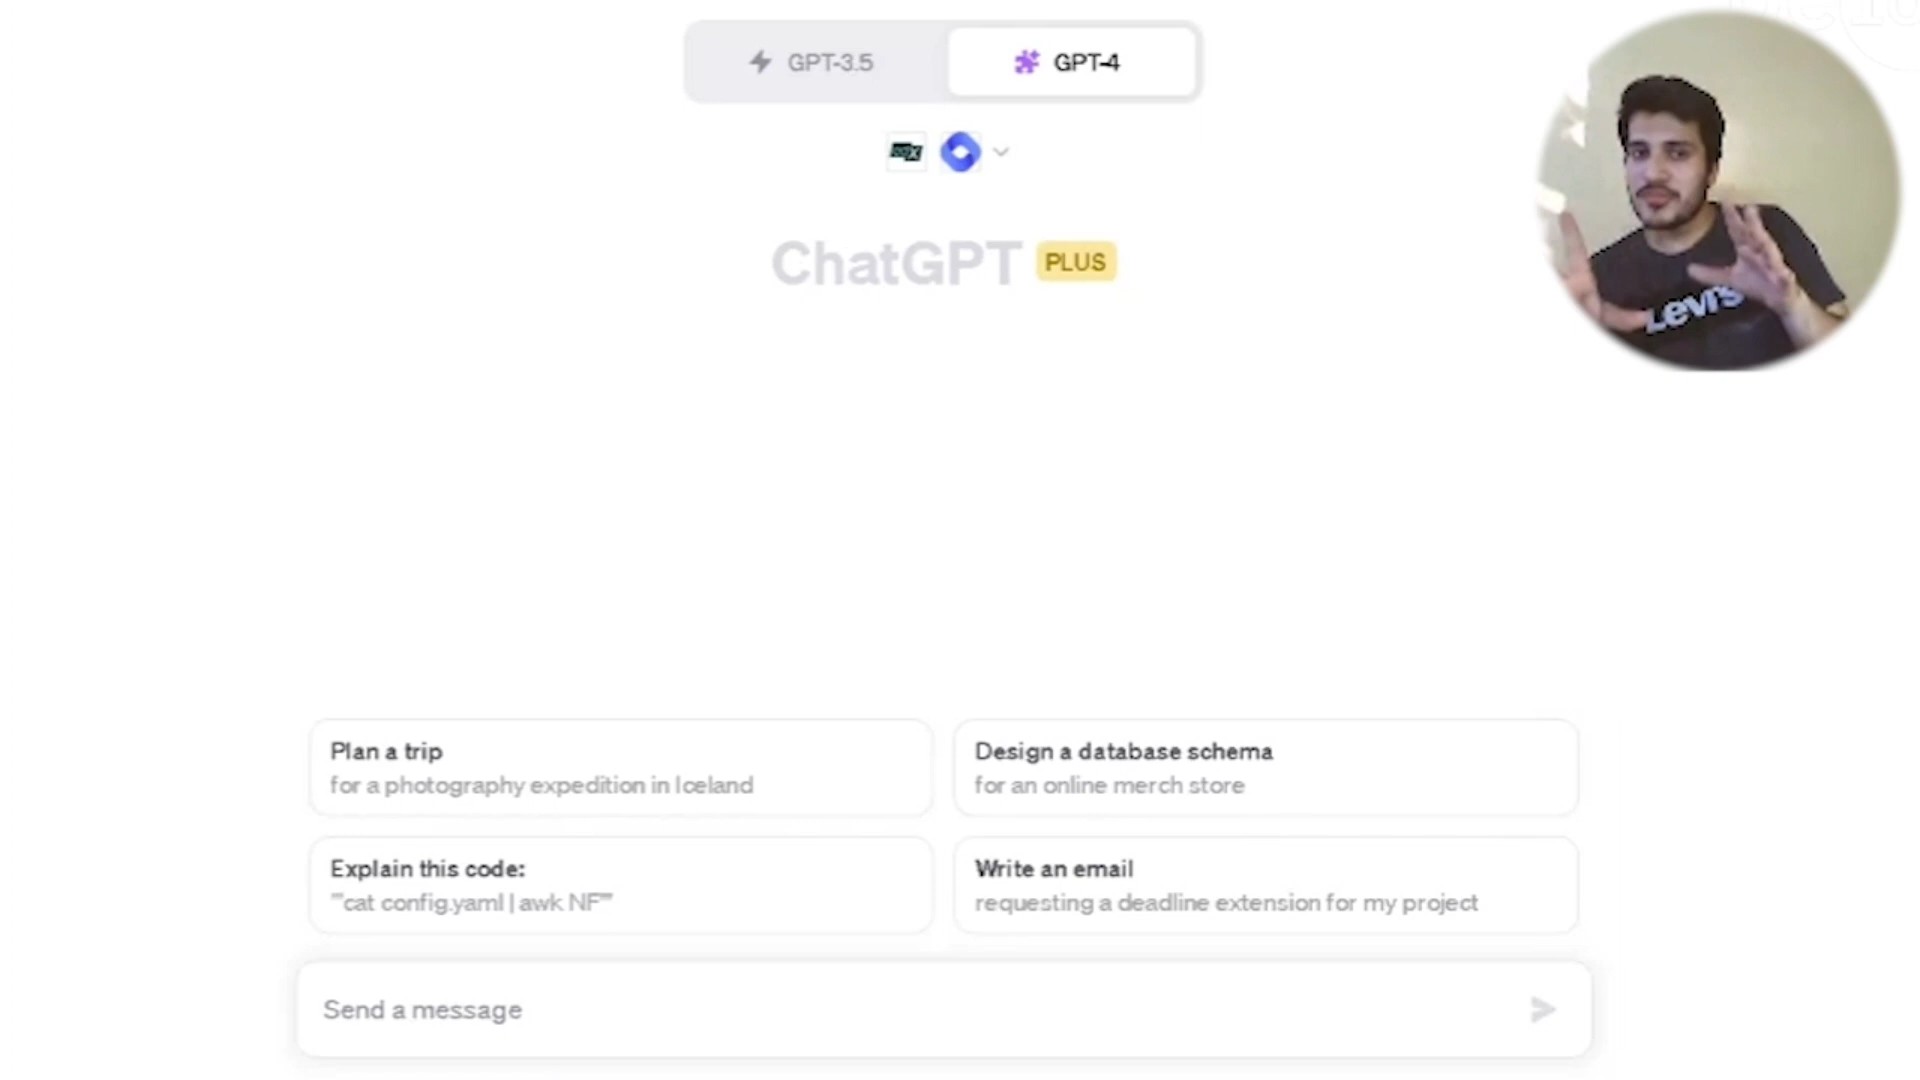 GPT-3.5
GPT-4
ChatGPT PLUS
Levi's
Plan a trip
for a photography expedition in Iceland
Design a database schema
for an online merch store
Explain this code:
"`cat config.yaml | awk NF`"
Write an email
requesting a deadline extension for my project
Send a message